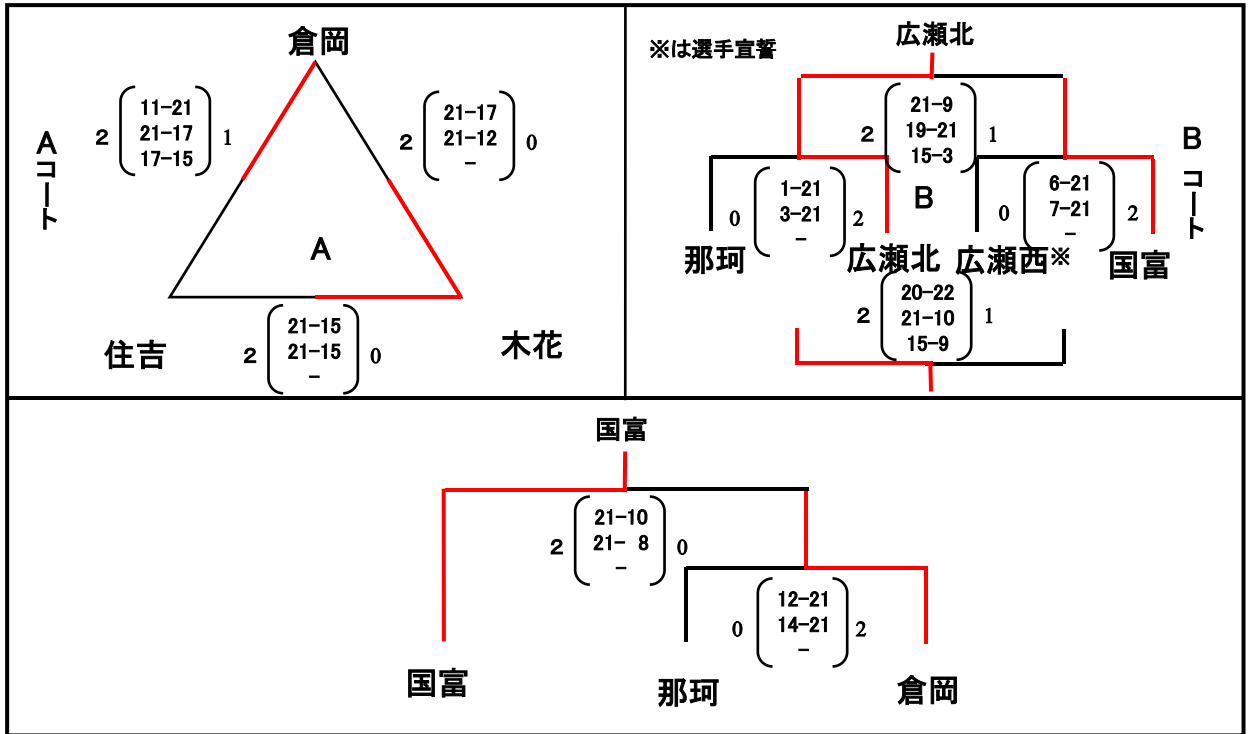 倉岡
Aコート
2
11-21
21-17
17-15
1
2
21-17
21-12
-
0
A
住吉
2
21-15
21-15
-
0
木花
※は選手宣誓
広瀬北
2
21-9
19-21
15-3
1
Bコート
0
1-21
3-21
-
2
B
0
6-21
7-21
-
2
那珂
広瀬北
広瀬西※
国富
2
20-22
21-10
15-9
1
国富
2
21-10
21- 8
-
0
0
12-21
14-21
-
2
国富
那珂
倉岡